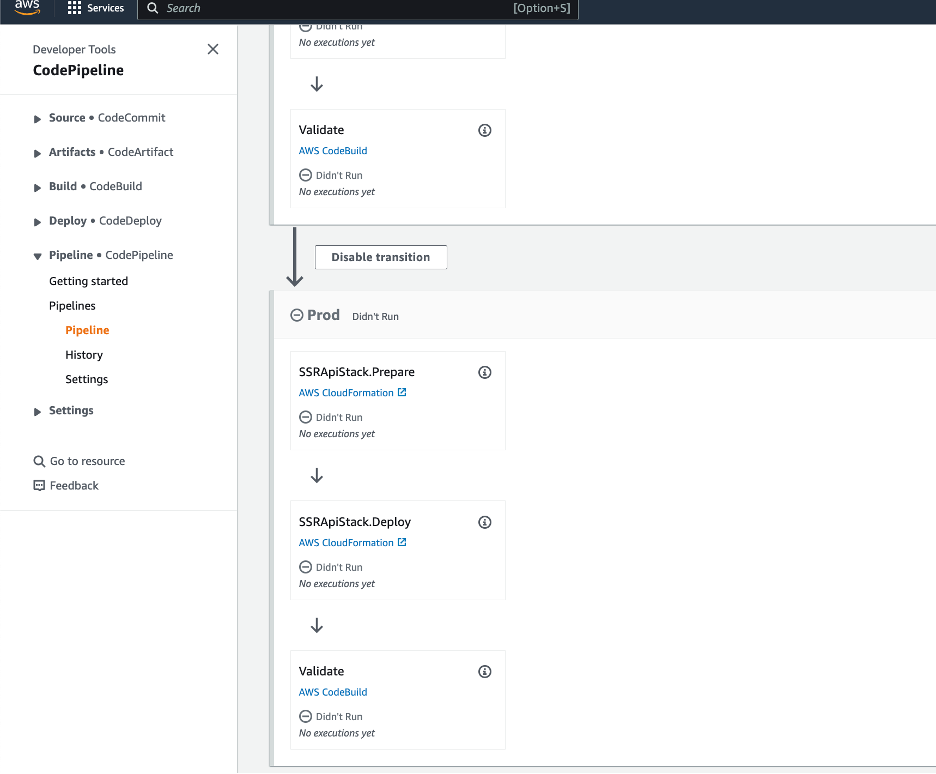 aws
Services
Search
[Option+S]
Developer Tools
CodePipeline
Source • CodeCommit
Artifacts • CodeArtifact
Build • CodeBuild
Deploy • CodeDeploy
Pipeline • CodePipeline
Getting started
Pipelines
Pipeline
History
Settings
Settings
Go to resource
Feedback
Didn't Run
No executions yet
Validate
AWS CodeBuild
Didn't Run
No executions yet
Disable transition
Prod Didn't Run
SSRApiStack.Prepare
AWS CloudFormation
Didn't Run
No executions yet
SSRApiStack.Deploy
AWS CloudFormation
Didn't Run
No executions yet
Validate
AWS CodeBuild
Didn't Run
No executions yet